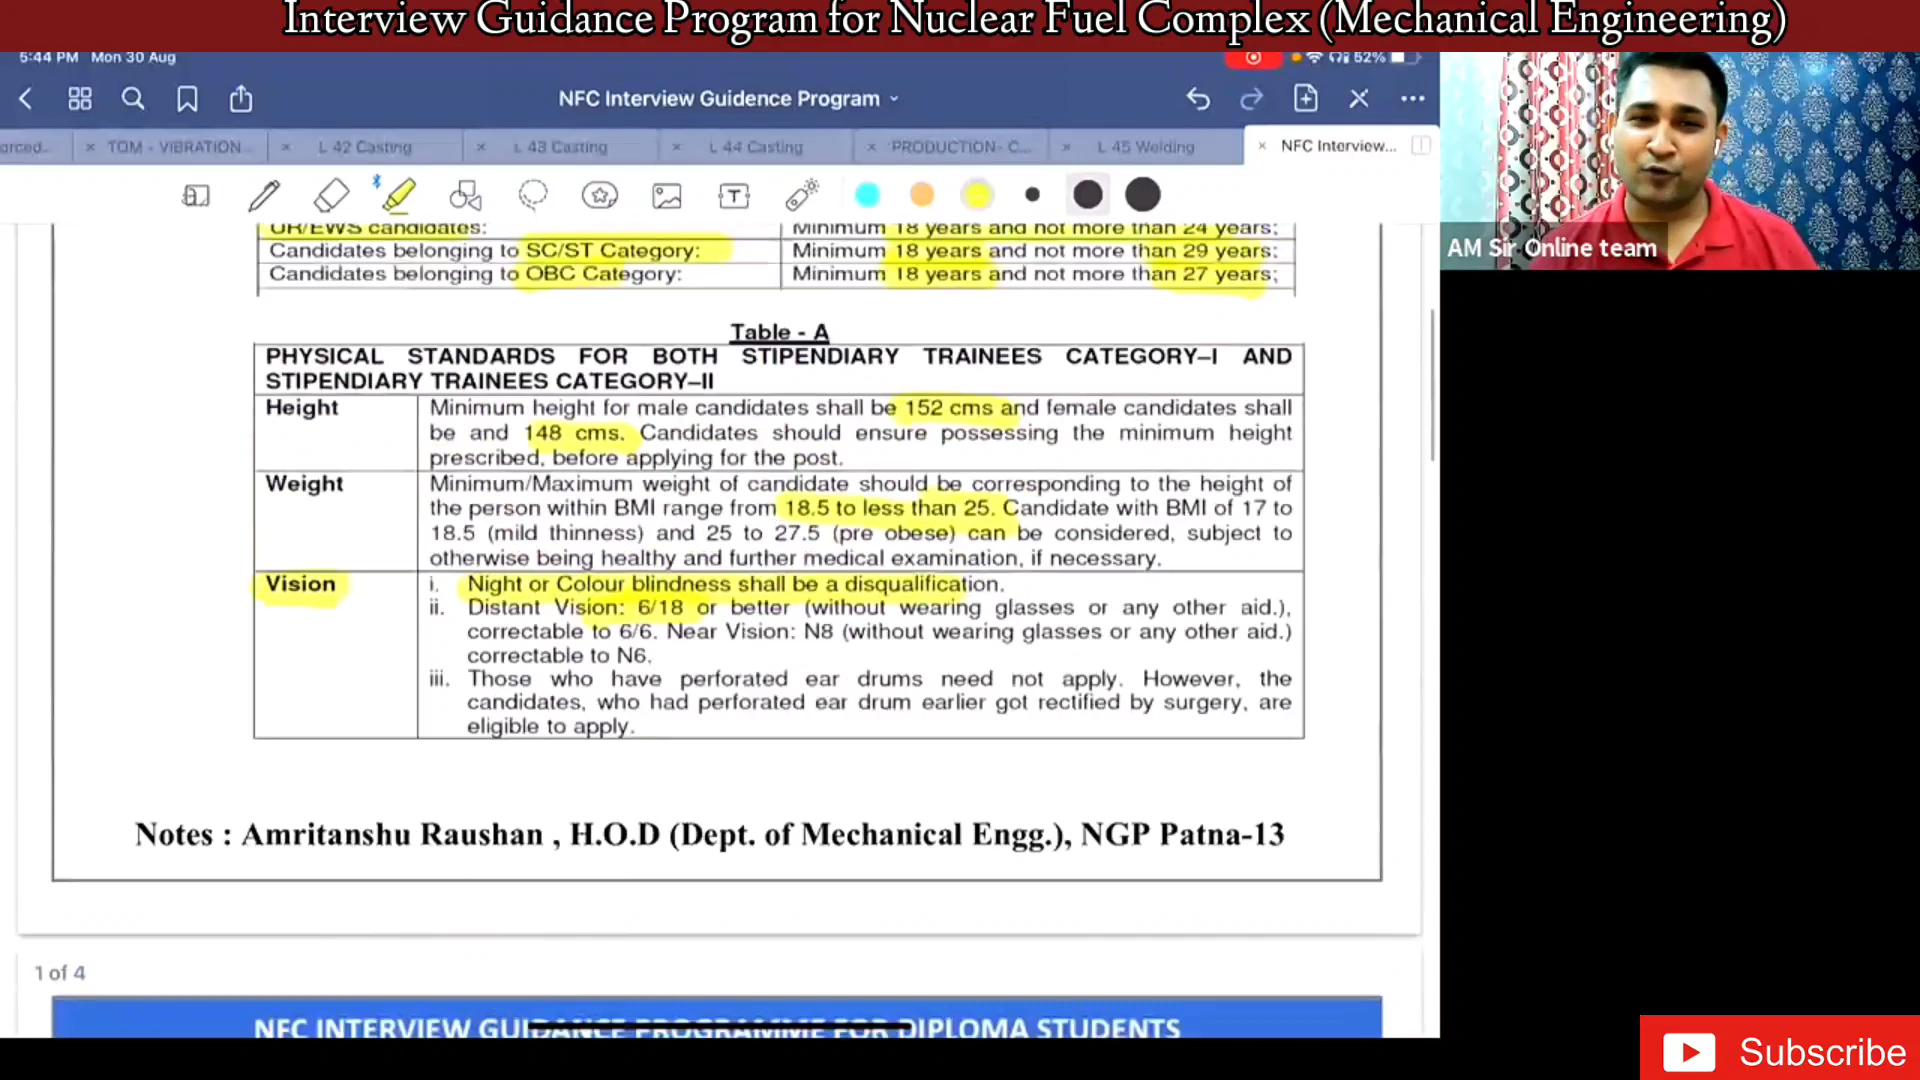 Interview Guidance Program for Nuclear Fuel Complex (Mechanical Engineering)
5:44 PM Mon 30 Aug
52%
NFC Interview Guidence Program
orced...
TOM - VIBRATION...
L 42 Casting
L 43 Casting
L 44 Casting
PRODUCTION- C...
L 45 Welding
NFC Interview...
AM Sir Online team
UR/EWS candidates: Minimum 18 years and not more than 24 years;
Candidates belonging to SC/ST Category: Minimum 18 years and not more than 29 years;
Candidates belonging to OBC Category: Minimum 18 years and not more than 27 years;
Table - A
PHYSICAL STANDARDS FOR BOTH STIPENDIARY TRAINEES CATEGORY–I AND
STIPENDIARY TRAINEES CATEGORY–II
Height Minimum height for male candidates shall be 152 cms and female candidates shall
be and 148 cms. Candidates should ensure possessing the minimum height
prescribed, before applying for the post.
Weight Minimum/Maximum weight of candidate should be corresponding to the height of
the person within BMI range from 18.5 to less than 25. Candidate with BMI of 17 to
18.5 (mild thinness) and 25 to 27.5 (pre obese) can be considered, subject to
otherwise being healthy and further medical examination, if necessary.
Vision i. Night or Colour blindness shall be a disqualification.
ii. Distant Vision: 6/18 or better (without wearing glasses or any other aid.),
correctable to 6/6. Near Vision: N8 (without wearing glasses or any other aid.)
correctable to N6.
iii. Those who have perforated ear drums need not apply. However, the
candidates, who had perforated ear drum earlier got rectified by surgery, are
eligible to apply.
Notes : Amritanshu Raushan , H.O.D (Dept. of Mechanical Engg.), NGP Patna-13
1 of 4
NFC INTERVIEW GUIDANCE PROGRAMME FOR DIPLOMA STUDENTS
Subscribe